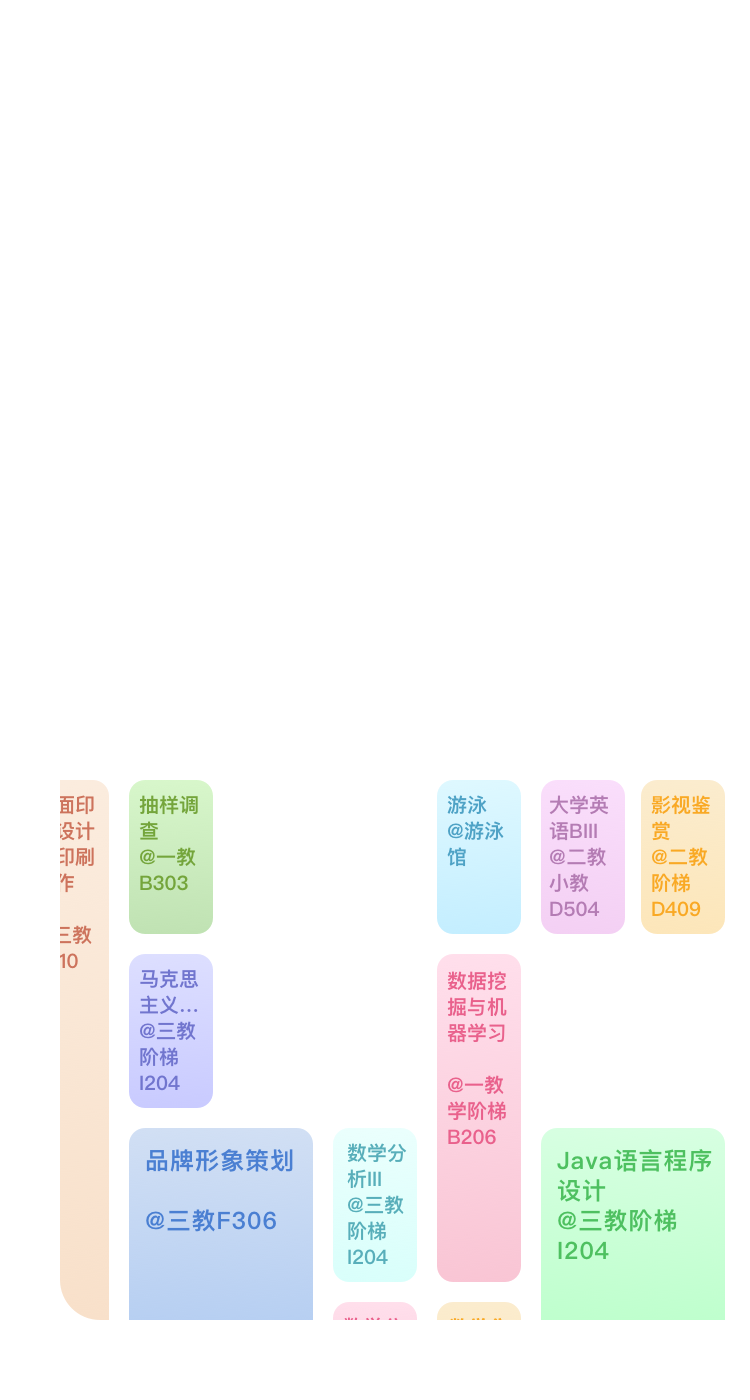 面印
设计
印刷
作
三教
10
抽样调
查
@一教
B303
游泳
@游泳
馆
大学英
语BIII
@二教
小教
D504
影视鉴
赏
@二教
阶梯
D409
马克思
主义...
@三教
阶梯
I204
数据挖
掘与机
器学习
@一教
学阶梯
B206
品牌形象策划
@三教F306
数学分
析III
@三教
阶梯
I204
Java语言程序
设计
@三教阶梯
I204